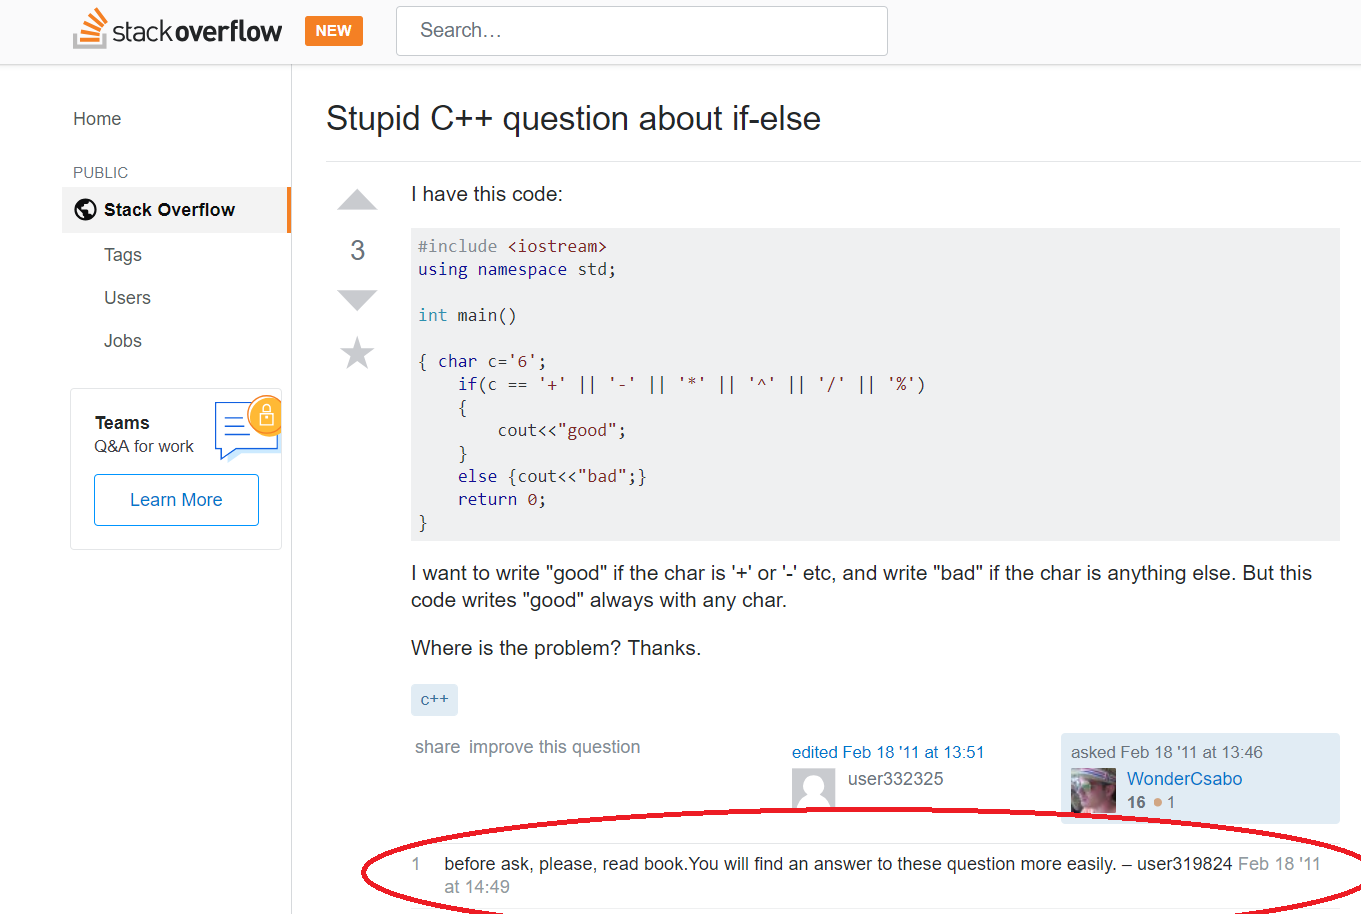 stackoverflow NEW Search…
Home
PUBLIC
Stack Overflow
Tags
Users
Jobs
Teams
Q&A for work
Learn More
Stupid C++ question about if-else
3
I have this code:
#include <iostream>
using namespace std;
int main()
{ char c='6';
if(c == '+' || '-' || '*' || '^' || '/' || '%')
{
cout<<"good";
}
else {cout<<"bad";}
return 0;
}
I want to write "good" if the char is '+' or '-' etc, and write "bad" if the char is anything else. But this
code writes "good" always with any char.
Where is the problem? Thanks.
c++
share improve this question
edited Feb 18 '11 at 13:51
user332325
asked Feb 18 '11 at 13:46
WonderCsabo
16 1
1 before ask, please, read book.You will find an answer to these question more easily. – user319824 Feb 18 '11
at 14:49